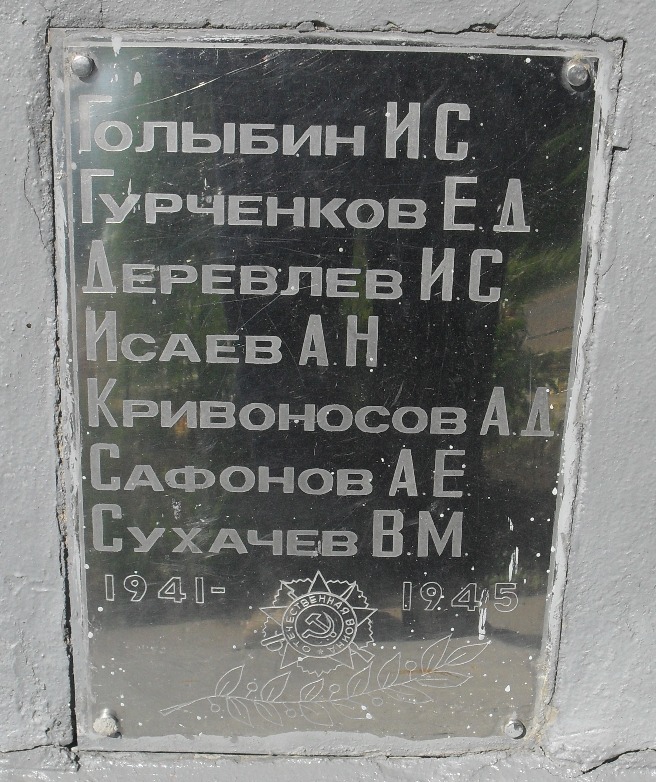 Голыбин И.С.
Гурченков Е.Д.
Деревлев И.С.
Исаев А.Н.
Кривоносов А.Д.
Сафонов А.Е.
Сухачев В.М.
1941- 1945
ОТЕЧЕСТВЕННАЯ ВОЙНА